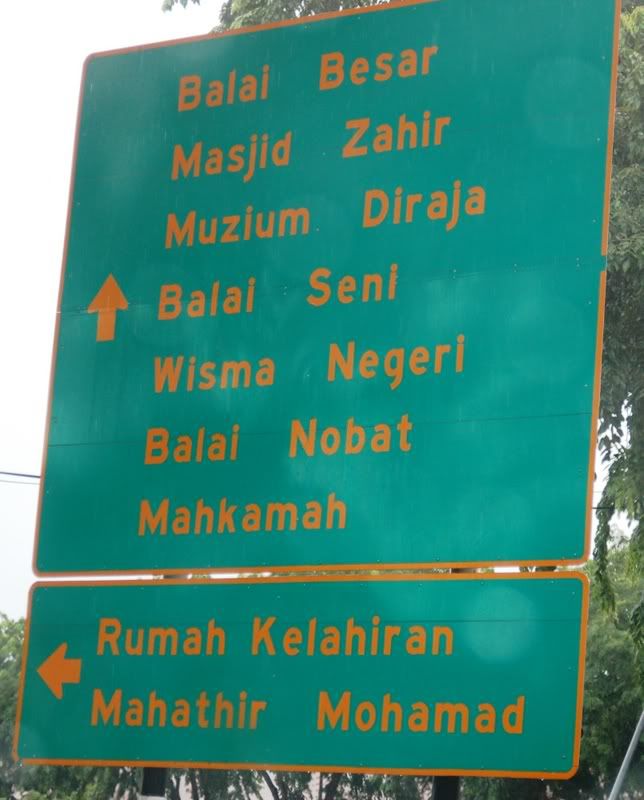 Balai Besar
Masjid Zahir
Muzium Diraja
Balai Seni
Wisma Negeri
Balai Nobat
Mahkamah
Rumah Kelahiran
Mahathir Mohamad